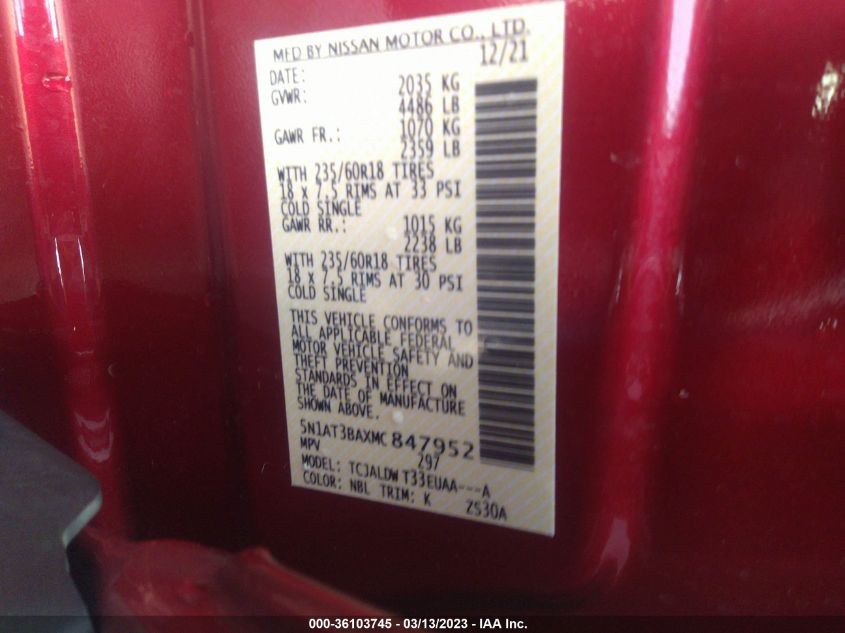 MFD BY NISSAN MOTOR CO., LTD.
DATE: 12/21
GVWR: 2035 KG
4486 LB
GAWR FR.: 1070 KG
2359 LB
WITH 235/60R18 TIRES
18 X 7.5 RIMS AT 33 PSI
COLD SINGLE
GAWR RR.: 1015 KG
2238 LB
WITH 235/60R18 TIRES
18 X 7.5 RIMS AT 30 PSI
COLD SINGLE
THIS VEHICLE CONFORMS TO
ALL APPLICABLE FEDERAL
MOTOR VEHICLE SAFETY AND
THEFT PREVENTION
STANDARDS IN EFFECT ON
THE DATE OF MANUFACTURE
SHOWN ABOVE.
5N1AT3BAXMC847952
MPV 297
MODEL: TCJALDW T33EUAA---A
COLOR: NBL TRIM: K ZS30A
000-36103745 - 03/13/2023 - IAA Inc.